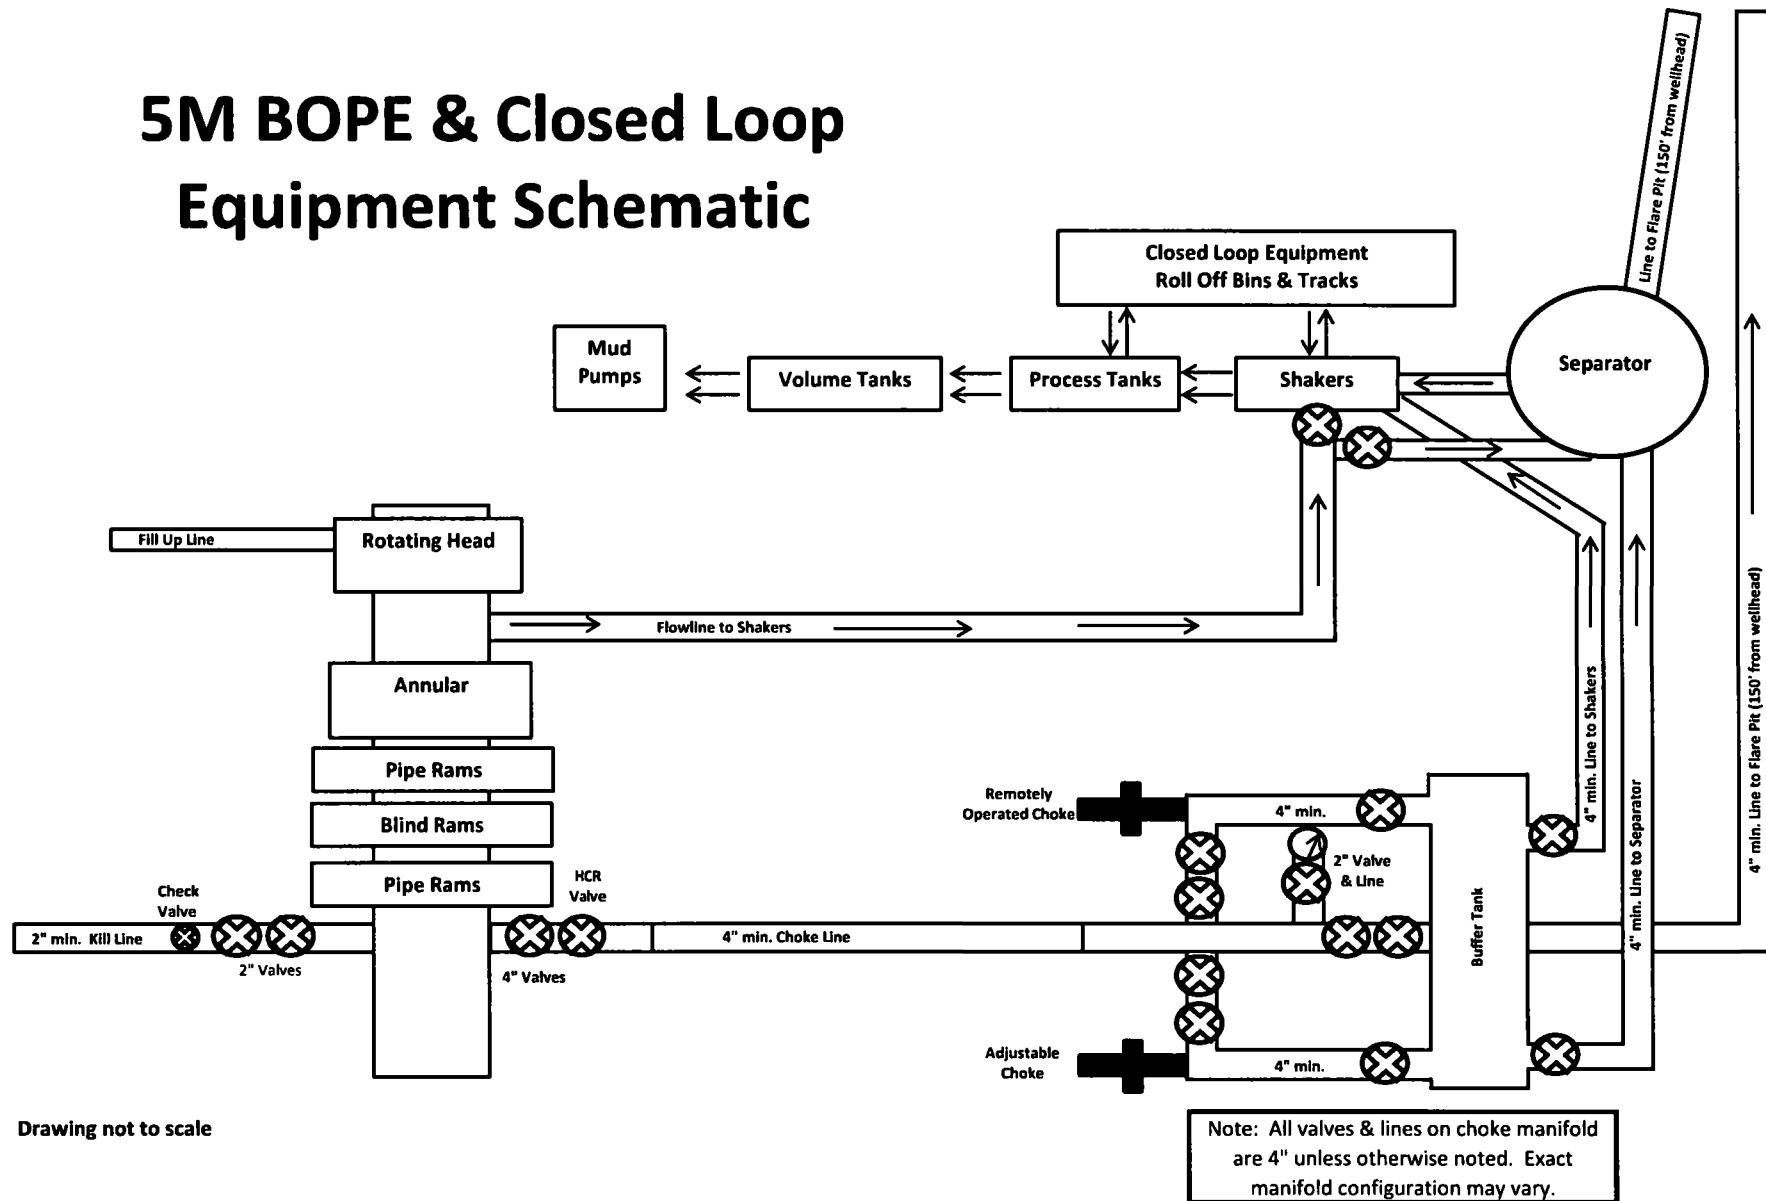 5M BOPE & Closed Loop
Equipment Schematic
Line to Flare Pit (150' from wellhead)
Closed Loop Equipment
Roll Off Bins & Tracks
Mud
Pumps
Volume Tanks
Process Tanks
Shakers
Separator
Fill Up Line
Rotating Head
Flowline to Shakers
Annular
Pipe Rams
Blind Rams
Pipe Rams
Check
Valve
HCR
Valve
2" min. Kill Line
2" Valves
4" Valves
4" min. Choke Line
Remotely
Operated Choke
4" min.
2" Valve
& Line
Buffer Tank
Adjustable
Choke
4" min.
4" min. Line to Shakers
4" min. Line to Separator
4" min. Line to Flare Pit (150' from wellhead)
Drawing not to scale
Note: All valves & lines on choke manifold
are 4" unless otherwise noted. Exact
manifold configuration may vary.